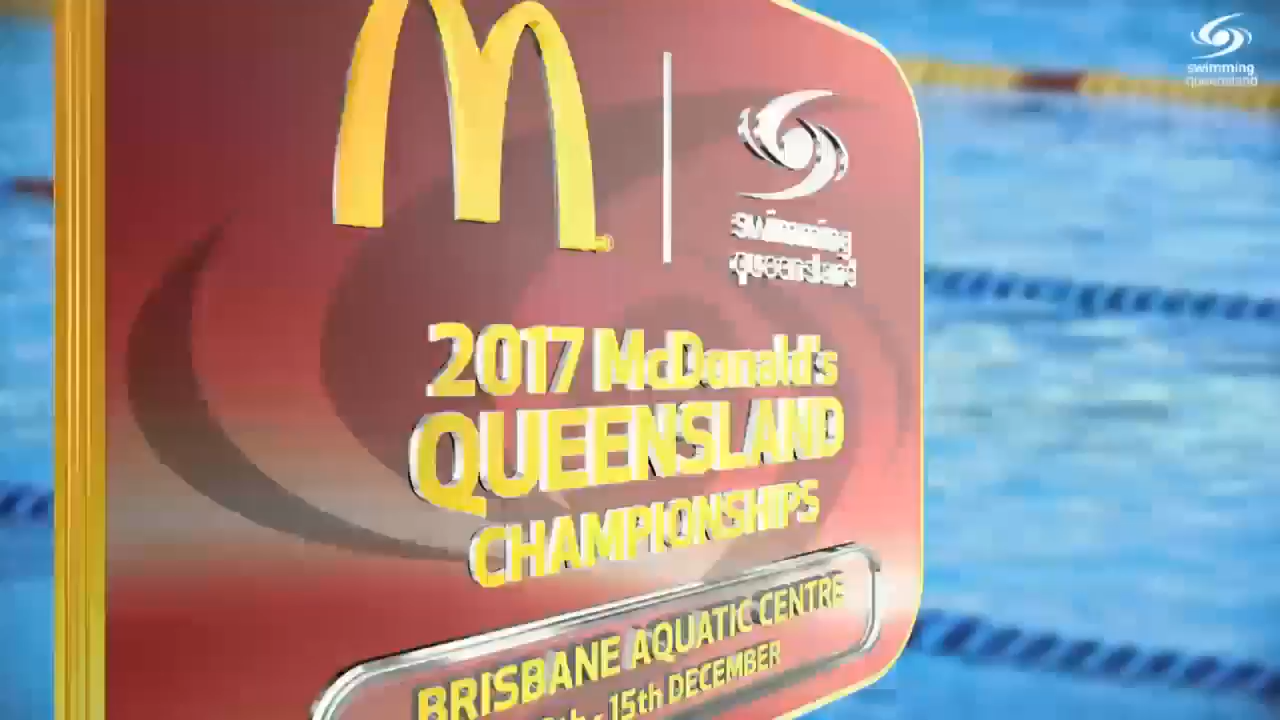 swimming
queensland
swimming
queensland
2017 McDonald's
QUEENSLAND
CHAMPIONSHIPS
BRISBANE AQUATIC CENTRE
- 15th DECEMBER